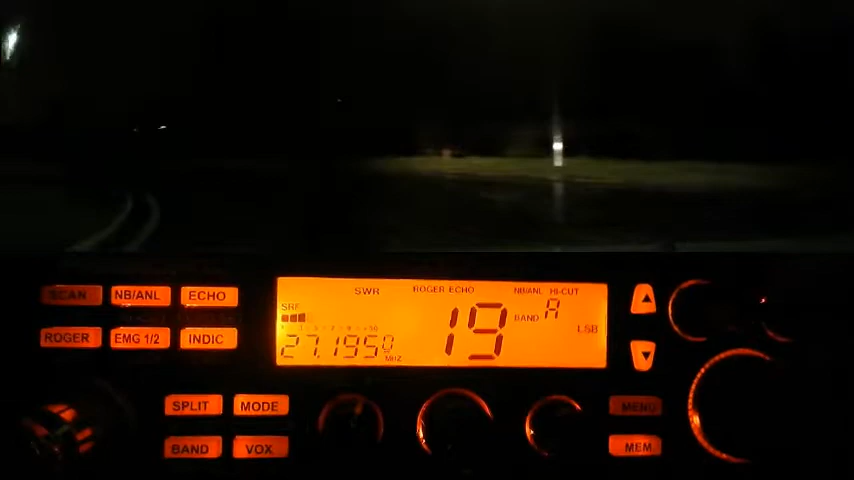 SCAN NB/ANL ECHO
ROGER EMG 1/2 INDIC
SPLIT MODE
BAND VOX
SWR ROGER ECHO NB/ANL HI-CUT
SRF
19 BAND A
LSB
27.1950 MHZ
▲
▼
MENU
MEM